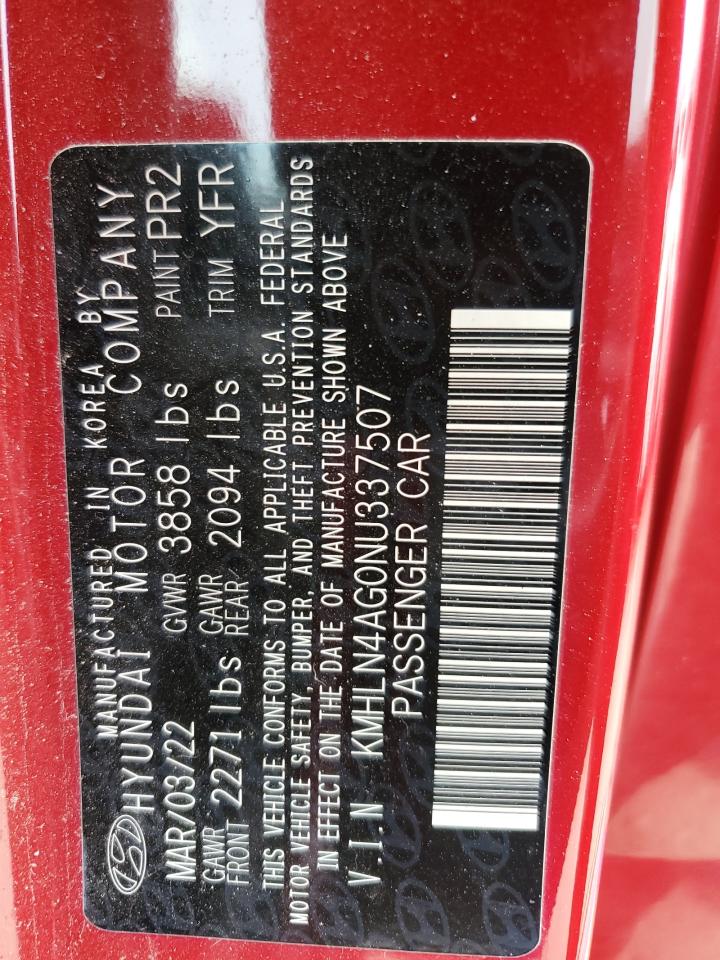 MANUFACTURED IN KOREA BY
HYUNDAI MOTOR COMPANY
MAR/03/22 GVWR 3858 lbs PAINT PR2
GAWR FRONT 2271 lbs GAWR REAR 2094 lbs TRIM YFR
THIS VEHICLE CONFORMS TO ALL APPLICABLE U.S.A. FEDERAL
MOTOR VEHICLE SAFETY, BUMPER, AND THEFT PREVENTION STANDARDS
IN EFFECT ON THE DATE OF MANUFACTURE SHOWN ABOVE
V.I.N KMHLN4AG0NU337507
PASSENGER CAR